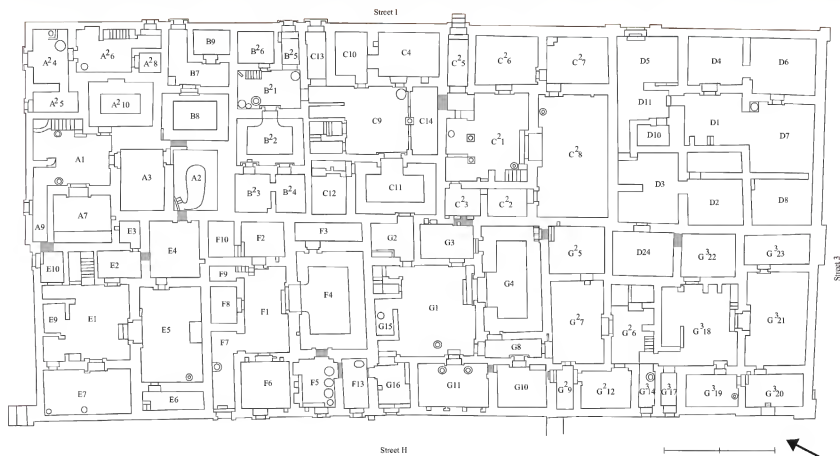 Street I
A²4
A²6
A²8
B7
B9
B²6
B²5
C13
C10
C4
C²5
C²6
C²7
D5
D4
D6
A²5
A²10
B8
B²1
B²2
C9
C14
C²1
C²8
D11
D10
D1
D7
A1
A3
A2
B²3
B²4
C12
C11
C²3
C²2
D3
D2
D8
A7
A9
E3
E10
E2
E4
F10
F2
F3
G2
G3
G4
G²5
D24
G³22
G³23
F9
F8
F1
F4
G1
G15
E9
E1
E5
F7
G8
G²7
G²6
G³18
G³21
Street 3
E7
E6
F6
F5
F13
G16
G11
G10
G²9
G²12
G³14
G³17
G³19
G³20
Street H